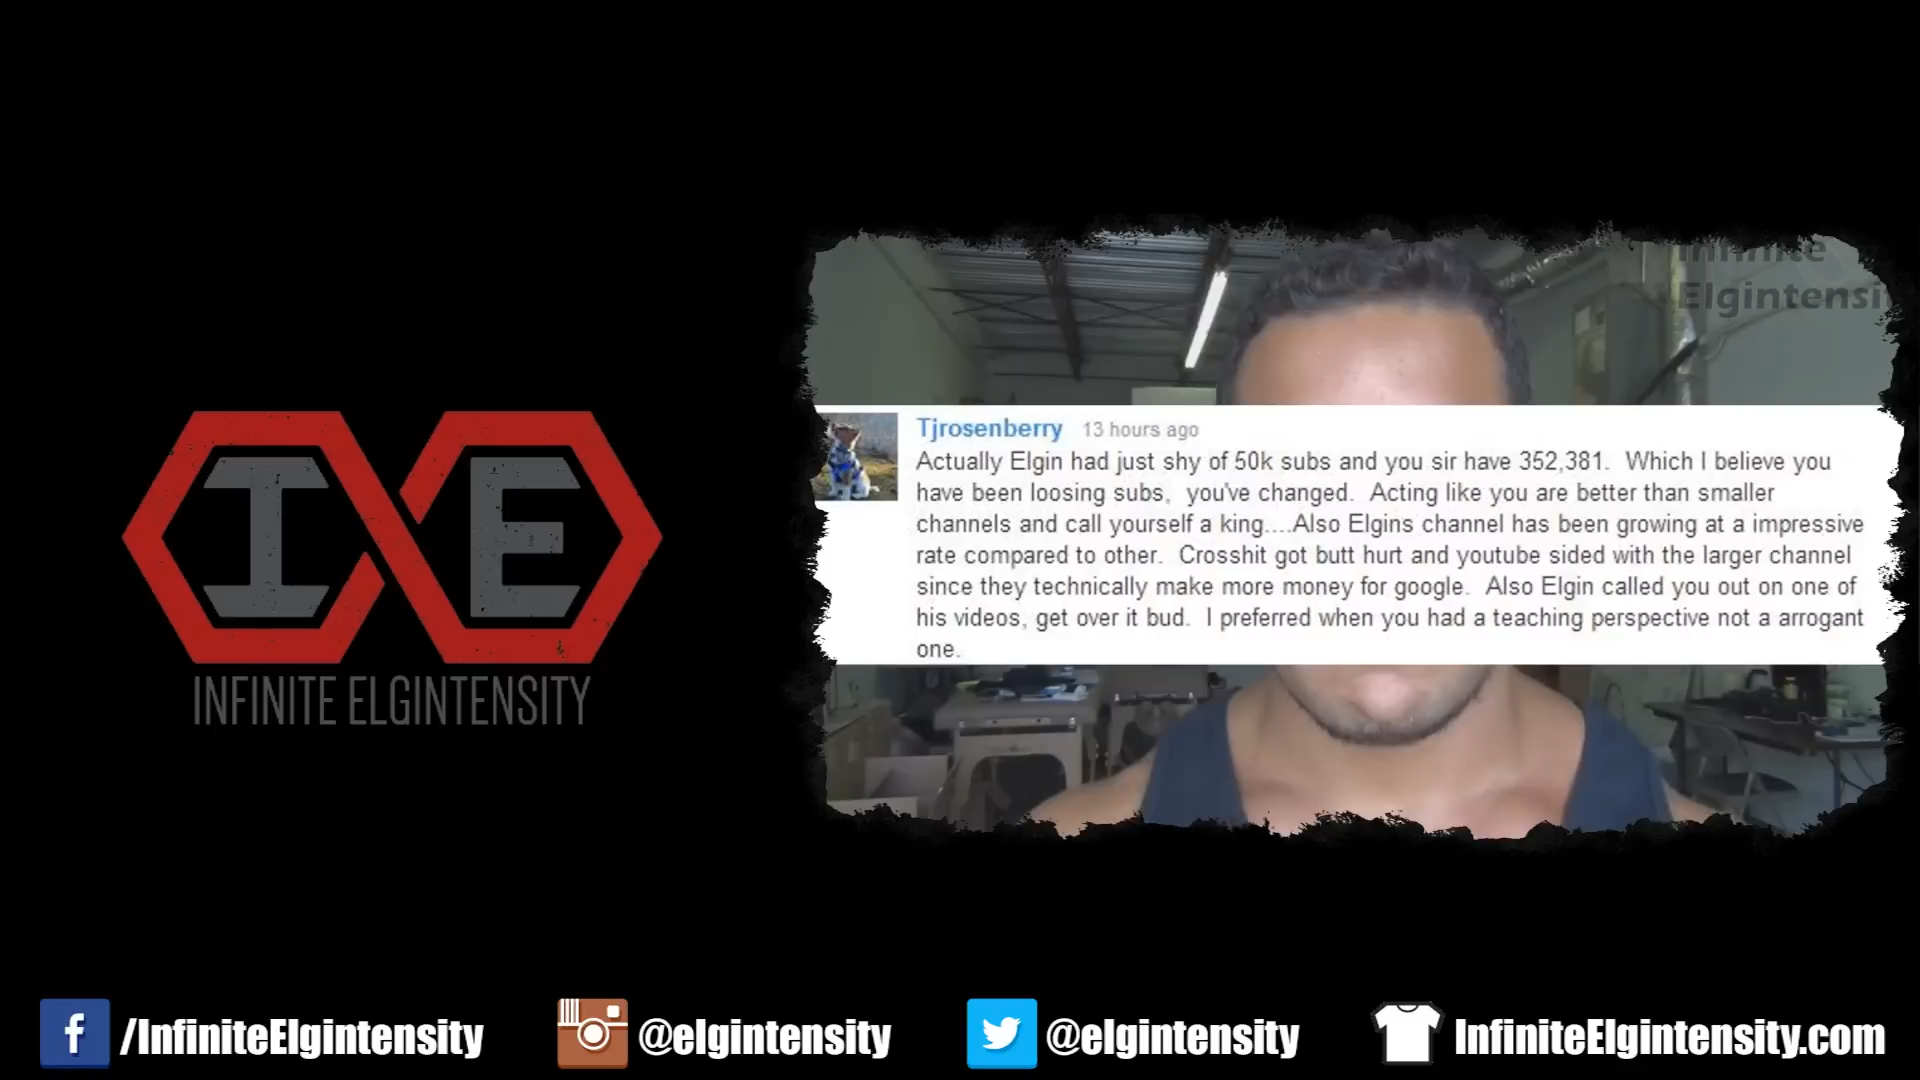 Infinite
Elgintensi
Tjrosenberry 13 hours ago
Actually Elgin had just shy of 50k subs and you sir have 352,381. Which I believe you
have been loosing subs, you've changed. Acting like you are better than smaller
channels and call yourself a king....Also Elgins channel has been growing at a impressive
rate compared to other. Crosshit got butt hurt and youtube sided with the larger channel
since they technically make more money for google. Also Elgin called you out on one of
his videos, get over it bud. I preferred when you had a teaching perspective not a arrogant
one.
IE
INFINITE ELGINTENSITY
f /InfiniteElgintensity
@elgintensity
@elgintensity
InfiniteElgintensity.com